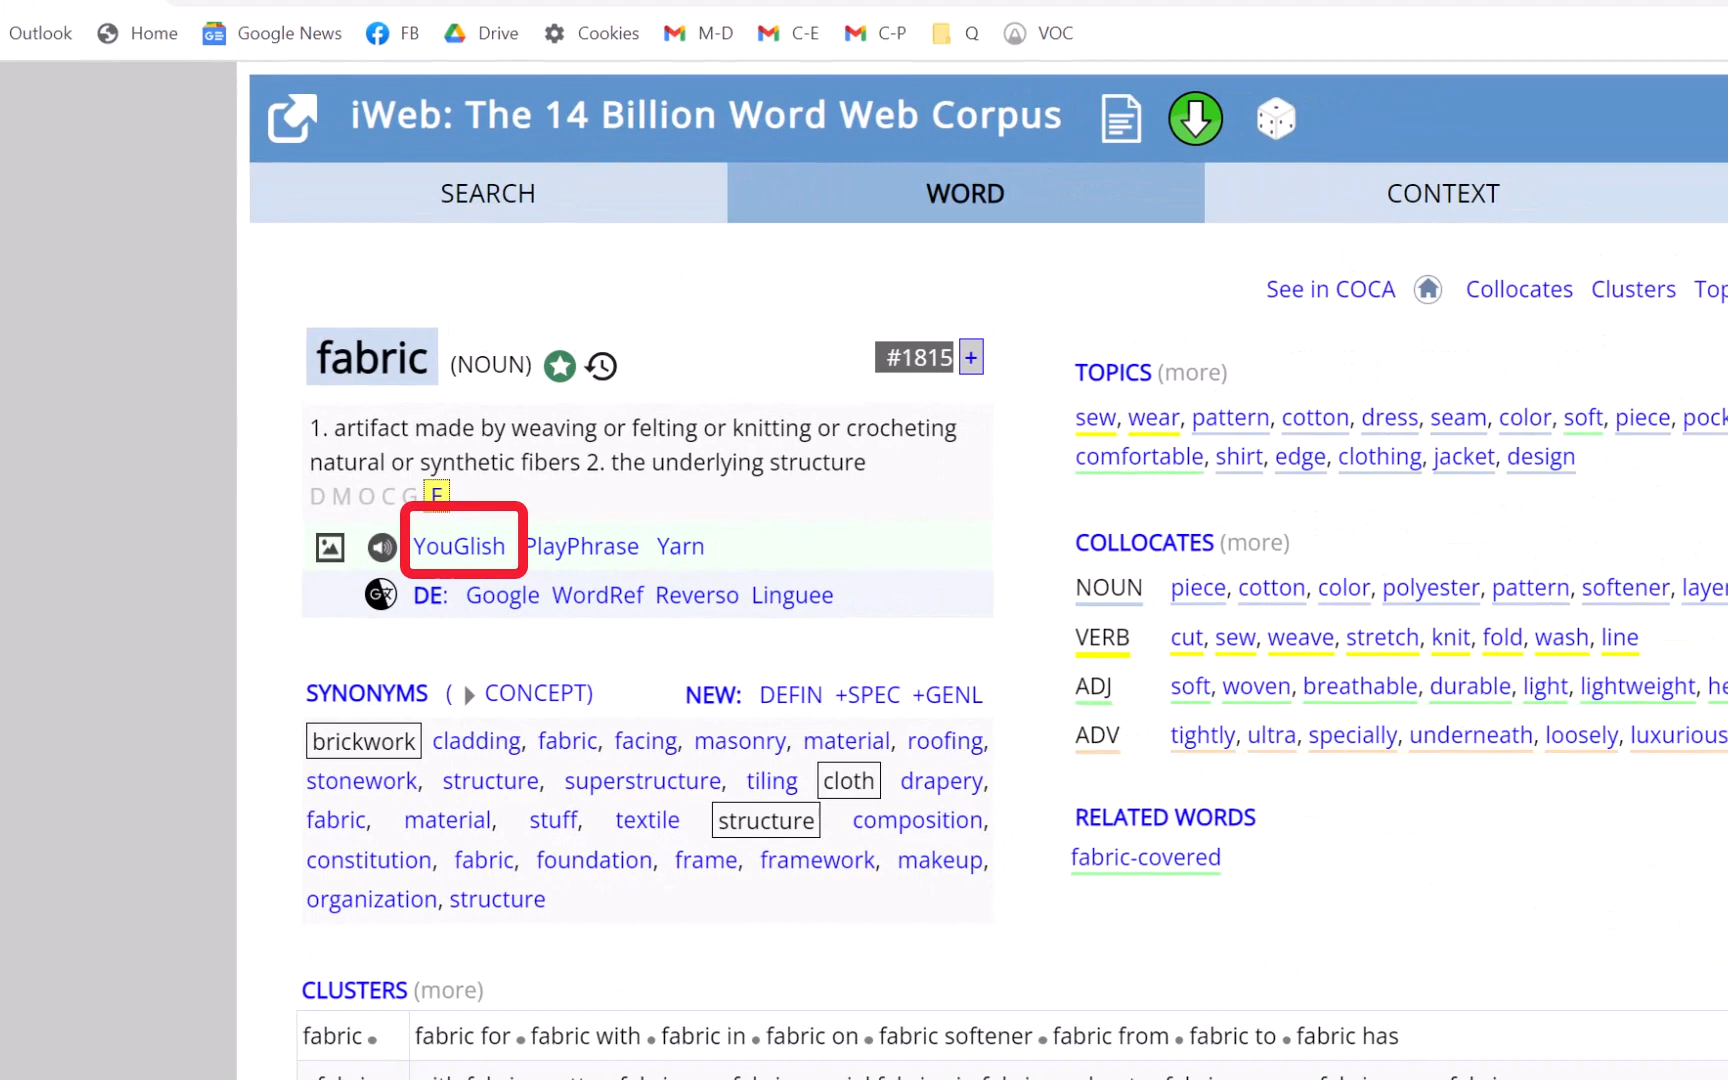 Outlook Home Google News FB Drive Cookies M-D C-E C-P Q VOC
iWeb: The 14 Billion Word Web Corpus
SEARCH WORD CONTEXT
See in COCA Collocates Clusters
fabric (NOUN) #1815 +
1. artifact made by weaving or felting or knitting or crocheting
natural or synthetic fibers 2. the underlying structure
D M O C G E
YouGlish PlayPhrase Yarn
DE: Google WordRef Reverso Linguee
SYNONYMS ( CONCEPT) NEW: DEFIN +SPEC +GENL
brickwork cladding, fabric, facing, masonry, material, roofing,
stonework, structure, superstructure, tiling cloth drapery,
fabric, material, stuff, textile structure composition,
constitution, fabric, foundation, frame, framework, makeup,
organization, structure
TOPICS (more)
sew, wear, pattern, cotton, dress, seam, color, soft, piece,
comfortable, shirt, edge, clothing, jacket, design
COLLOCATES (more)
NOUN piece, cotton, color, polyester, pattern, softener,
VERB cut, sew, weave, stretch, knit, fold, wash, line
ADJ soft, woven, breathable, durable, light, lightweight,
ADV tightly, ultra, specially, underneath, loosely,
RELATED WORDS
fabric-covered
CLUSTERS (more)
fabric • fabric for • fabric with • fabric in • fabric on • fabric softener • fabric from • fabric to • fabric has